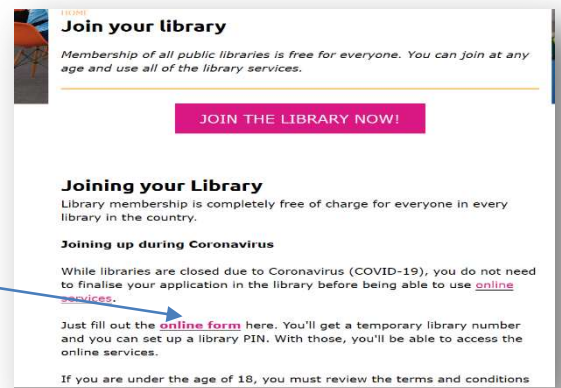 HOME
Join your library
Membership of all public libraries is free for everyone. You can join at any
age and use all of the library services.
JOIN THE LIBRARY NOW!
Joining your Library
Library membership is completely free of charge for everyone in every
library in the country.
Joining up during Coronavirus
While libraries are closed due to Coronavirus (COVID-19), you do not need
to finalise your application in the library before being able to use online
services.
Just fill out the online form here. You'll get a temporary library number
and you can set up a library PIN. With those, you'll be able to access the
online services.
If you are under the age of 18, you must review the terms and conditions